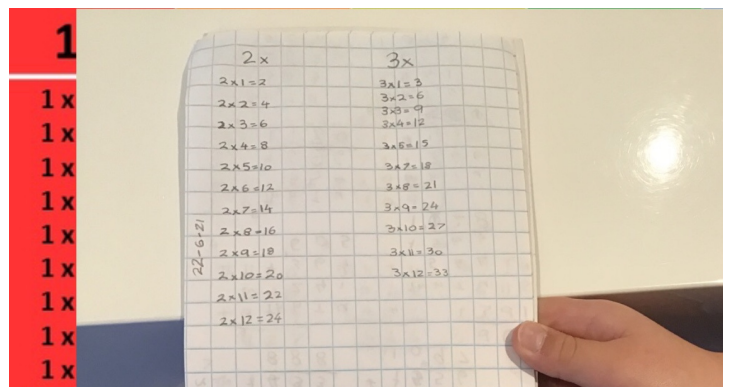 1
1 x
1 x
1 x
1 x
1 x
1 x
1 x
1 x
1 x
2x
2x1=2
2x2=4
2x3=6
2x4=8
2x5=10
2x6=12
2x7=14
2x8=16
2x9=18
2x10=20
2x11=22
2x12=24
3x
3x1=3
3x2=6
3x3=9
3x4=12
3x5=15
3x7=18
3x8=21
3x9=24
3x10=27
3x11=30
3x12=33
22-6-21